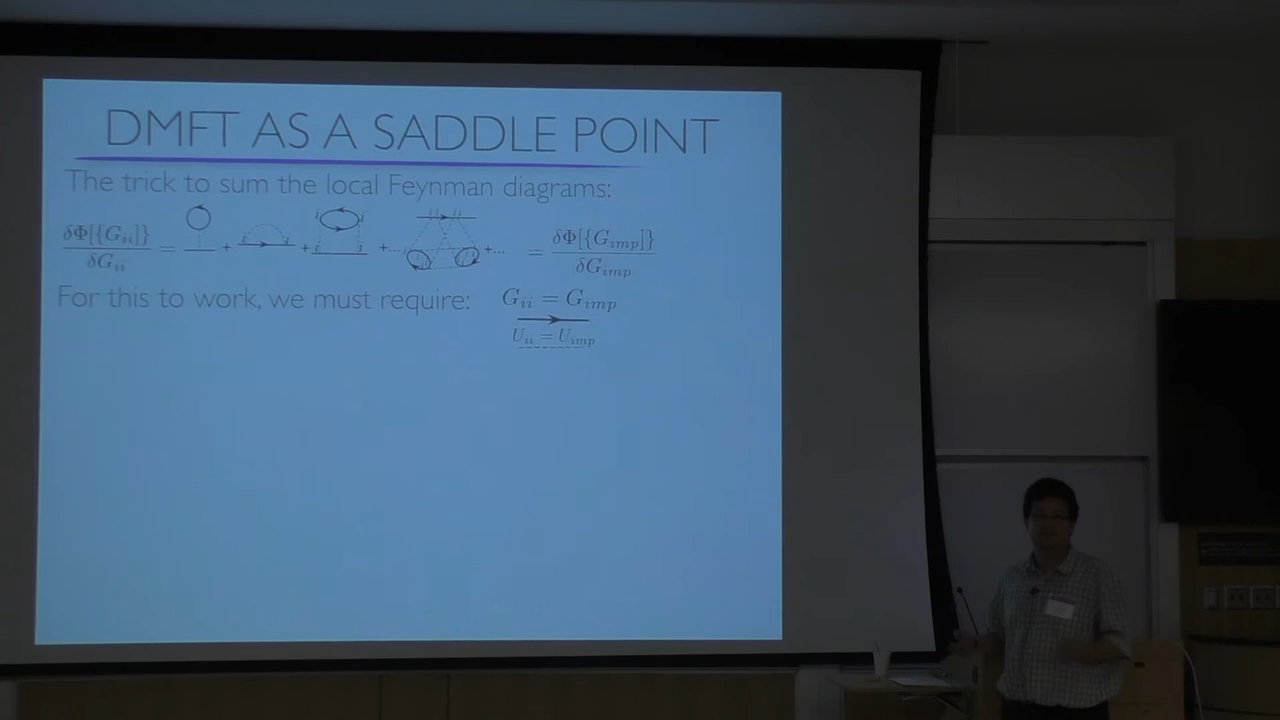 DMFT AS A SADDLE POINT
The trick to sum the local Feynman diagrams:
δΦ[{G_ii}] / δG_ii = + + +... +... = δΦ[{G_imp}] / δG_imp
For this to work, we must require: G_ii = G_imp
U_ii = U_imp